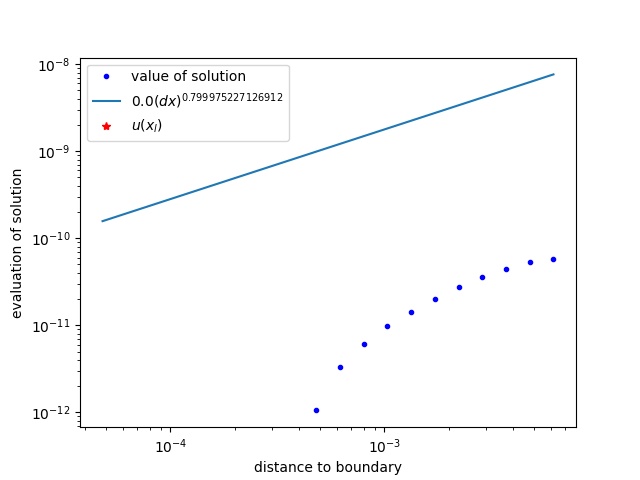 value of solution
0.0(dx)^0.799975227126912
u(x_l)
10^-8
10^-9
10^-10
10^-11
10^-12
evaluation of solution
10^-4
10^-3
distance to boundary